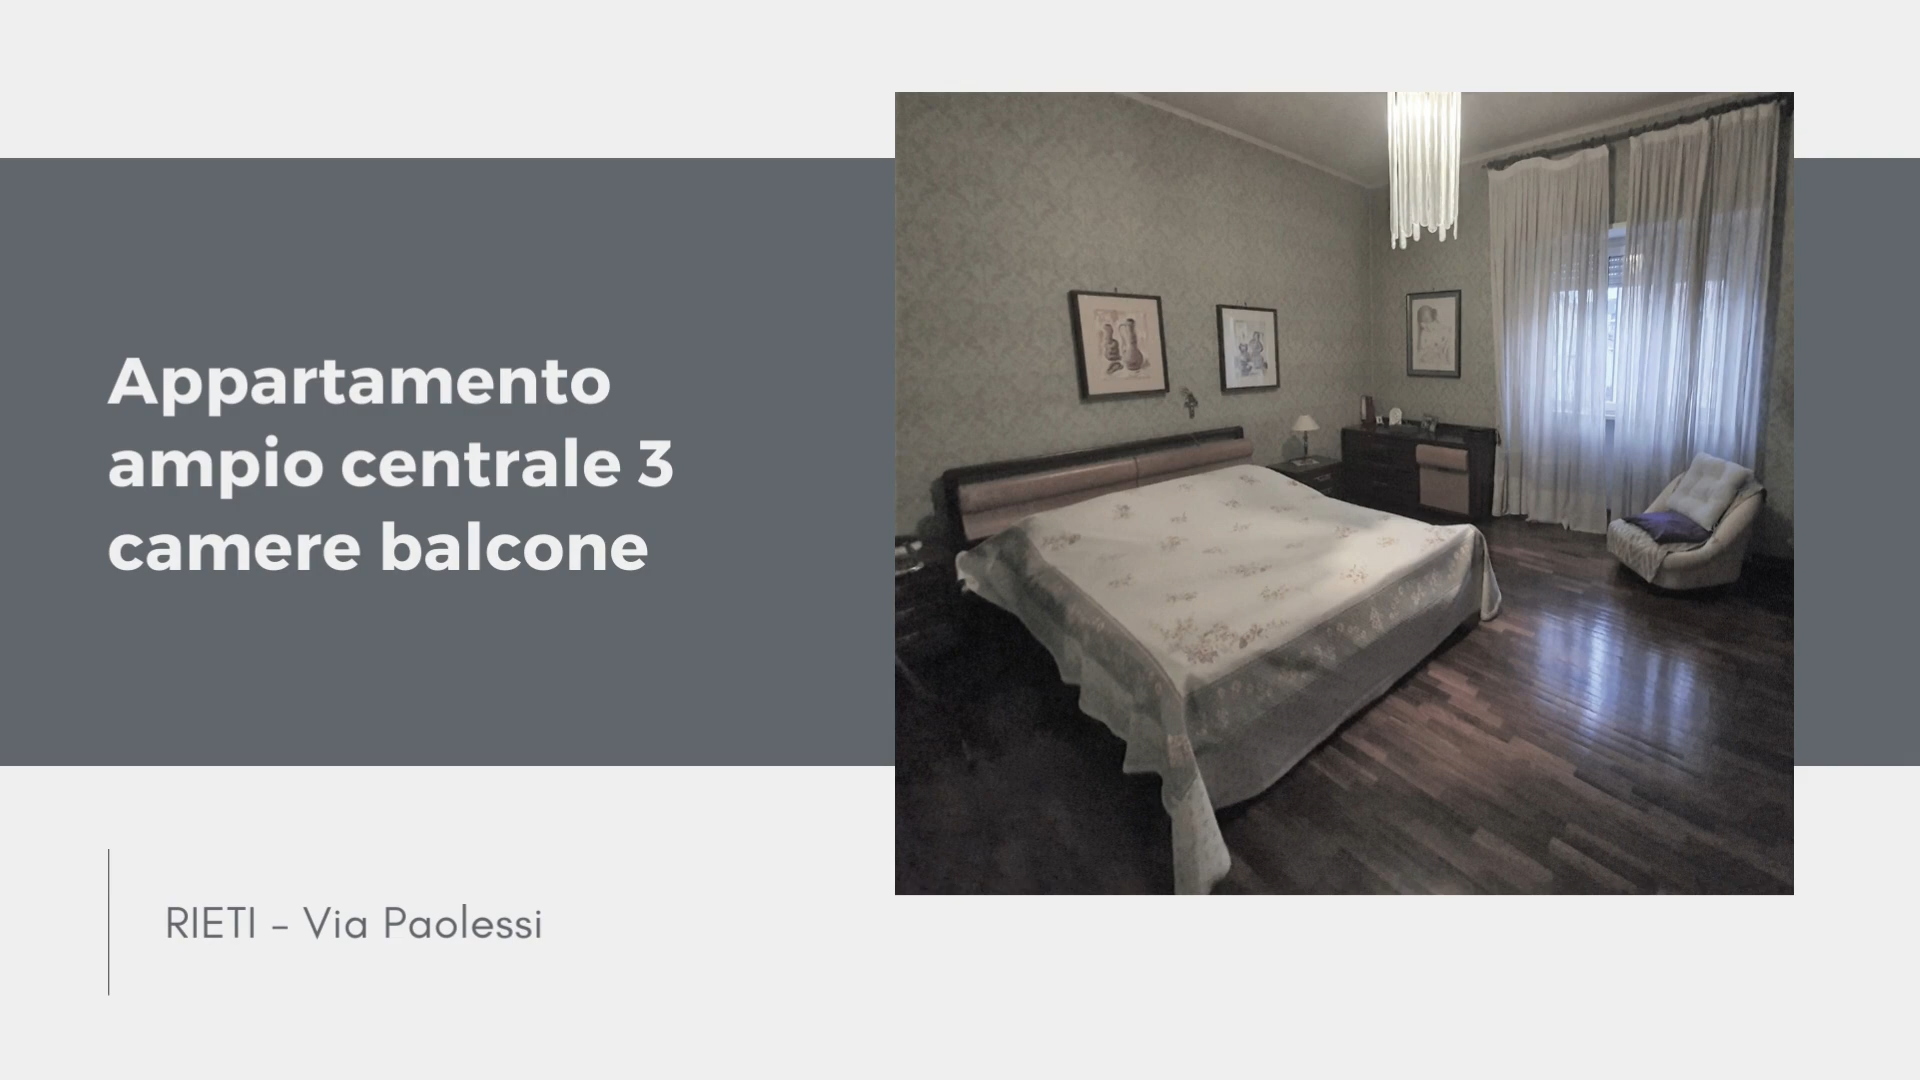 Appartamento
ampio centrale 3
camere balcone
RIETI - Via Paolessi